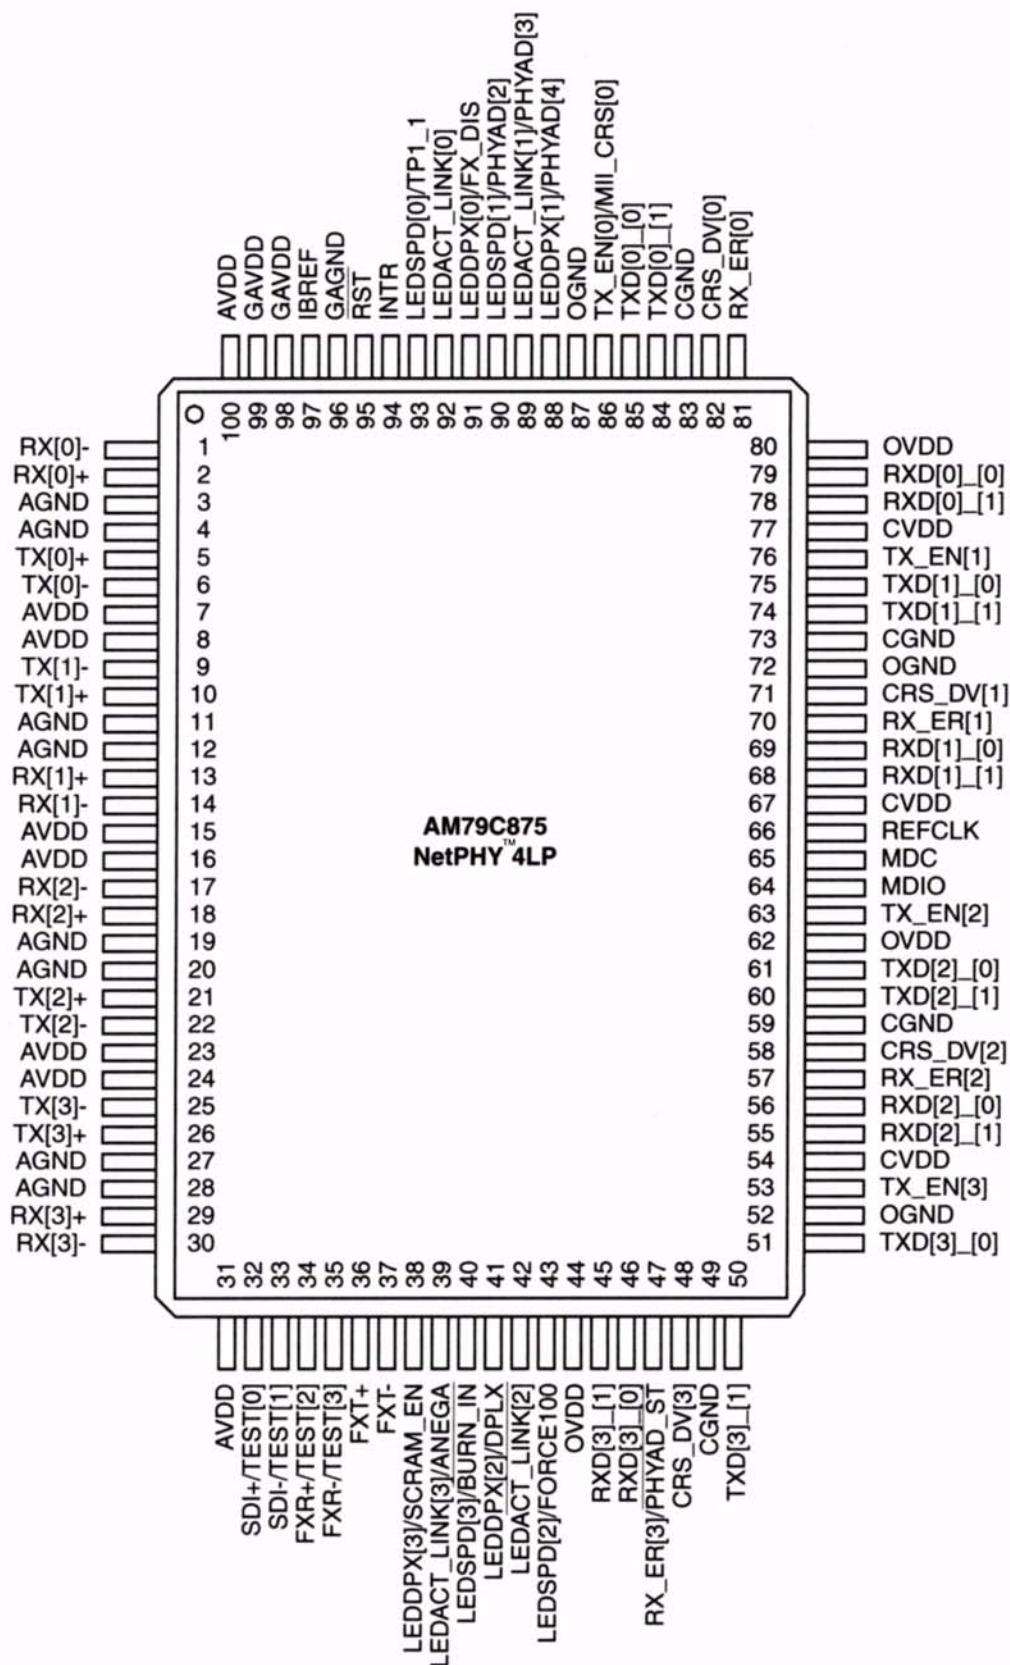 AVDD
GAVDD
GAVDD
IBREF
GAGND
RST
INTR
LEDSPD[0]/TP1_1
LEDACT_LINK[0]
LEDDPX[0]/FX_DIS
LEDSPD[1]/PHYAD[2]
LEDACT_LINK[1]/PHYAD[3]
LEDDPX[1]/PHYAD[4]
OGND
TX_EN[0]/MII_CRS[0]
TXD[0]_[0]
TXD[0]_[1]
CGND
CRS_DV[0]
RX_ER[0]
100 99 98 97 96 95 94 93 92 91 90 89 88 87 86 85 84 83 82 81
RX[0]- 1 80 OVDD
RX[0]+ 2 79 RXD[0]_[0]
AGND 3 78 RXD[0]_[1]
AGND 4 77 CVDD
TX[0]+ 5 76 TX_EN[1]
TX[0]- 6 75 TXD[1]_[0]
AVDD 7 74 TXD[1]_[1]
AVDD 8 73 CGND
TX[1]- 9 72 OGND
TX[1]+ 10 71 CRS_DV[1]
AGND 11 70 RX_ER[1]
AGND 12 69 RXD[1]_[0]
RX[1]+ 13 68 RXD[1]_[1]
RX[1]- 14 67 CVDD
AVDD 15 66 REFCLK
AVDD 16 65 MDC
RX[2]- 17 64 MDIO
RX[2]+ 18 63 TX_EN[2]
AGND 19 62 OVDD
AGND 20 61 TXD[2]_[0]
TX[2]+ 21 60 TXD[2]_[1]
TX[2]- 22 59 CGND
AVDD 23 58 CRS_DV[2]
AVDD 24 57 RX_ER[2]
TX[3]- 25 56 RXD[2]_[0]
TX[3]+ 26 55 RXD[2]_[1]
AGND 27 54 CVDD
AGND 28 53 TX_EN[3]
RX[3]+ 29 52 OGND
RX[3]- 30 51 TXD[3]_[0]
AM79C875
NetPHY™ 4LP
31 32 33 34 35 36 37 38 39 40 41 42 43 44 45 46 47 48 49 50
AVDD
SDI+/TEST[0]
SDI-/TEST[1]
FXR+/TEST[2]
FXR-/TEST[3]
FXT+
FXT-
LEDDPX[3]/SCRAM_EN
LEDACT_LINK[3]/ANEGA
LEDSPD[3]/BURN_IN
LEDDPX[2]/DPLX
LEDACT_LINK[2]
LEDSPD[2]/FORCE100
OVDD
RXD[3]_[1]
RXD[3]_[0]
RX_ER[3]/PHYAD_ST
CRS_DV[3]
CGND
TXD[3]_[1]